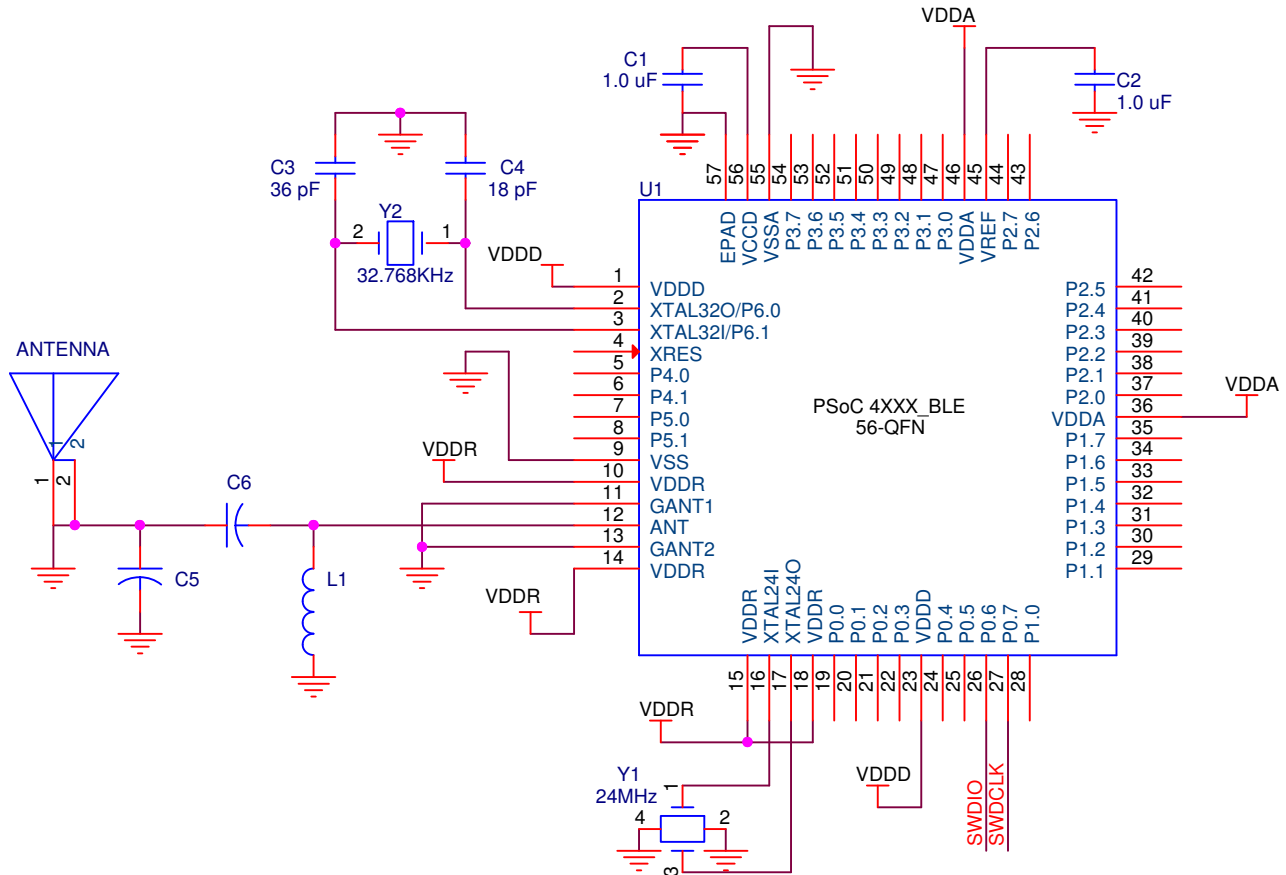 VDDA
C1
1.0 uF
C2
1.0 uF
C3
36 pF
C4
18 pF
Y2
2
1
32.768KHz
VDDD
U1
57
56
55
54
53
52
51
50
49
48
47
46
45
44
43
EPAD
VCCD
VSSA
P3.7
P3.6
P3.5
P3.4
P3.3
P3.2
P3.1
P3.0
VDDA
VREF
P2.7
P2.6
1
VDDD
2
XTAL32O/P6.0
3
XTAL32I/P6.1
4
XRES
5
P4.0
6
P4.1
7
P5.0
8
P5.1
9
VSS
10
VDDR
11
GANT1
12
ANT
13
GANT2
14
VDDR
PSoC 4XXX_BLE
56-QFN
42
P2.5
41
P2.4
40
P2.3
39
P2.2
38
P2.1
37
P2.0
36
VDDA
35
P1.7
34
P1.6
33
P1.5
32
P1.4
31
P1.3
30
P1.2
29
P1.1
VDDA
ANTENNA
1
2
1
2
VDDR
C6
C5
L1
VDDR
VDDR
XTAL24I
XTAL24O
VDDR
P0.0
P0.1
P0.2
P0.3
VDDD
P0.4
P0.5
P0.6
P0.7
P1.0
15
16
17
18
19
20
21
22
23
24
25
26
27
28
VDDR
Y1
24MHz
1
4
2
3
VDDD
SWDIO
SWDCLK